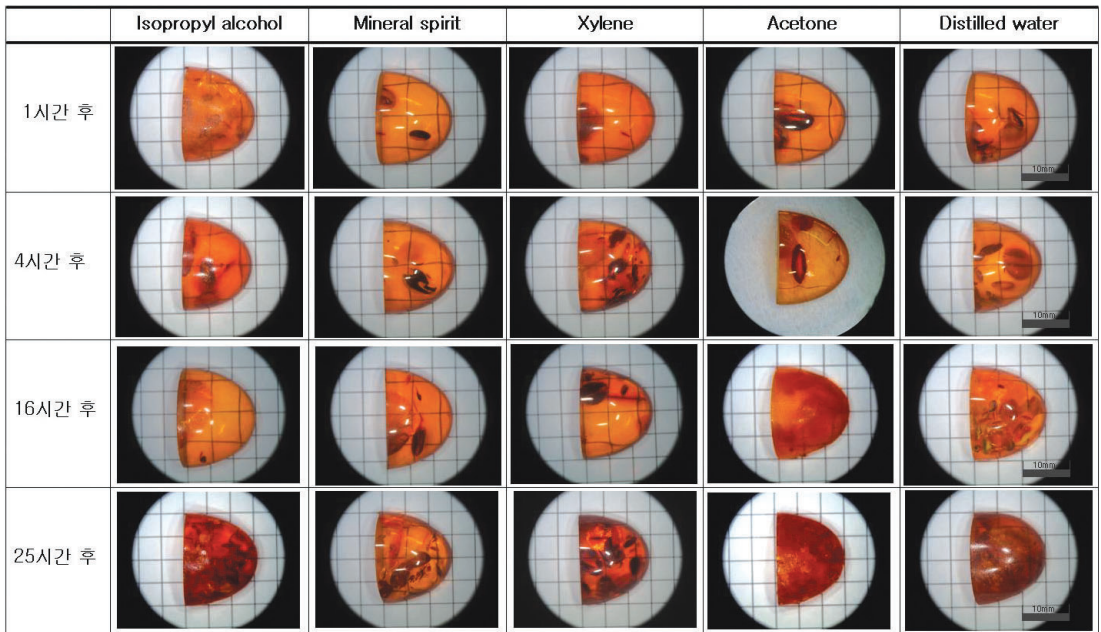 Isopropyl alcohol Mineral spirit Xylene Acetone Distilled water
1시간 후
10mm
4시간 후
10mm
16시간 후
10mm
25시간 후
10mm